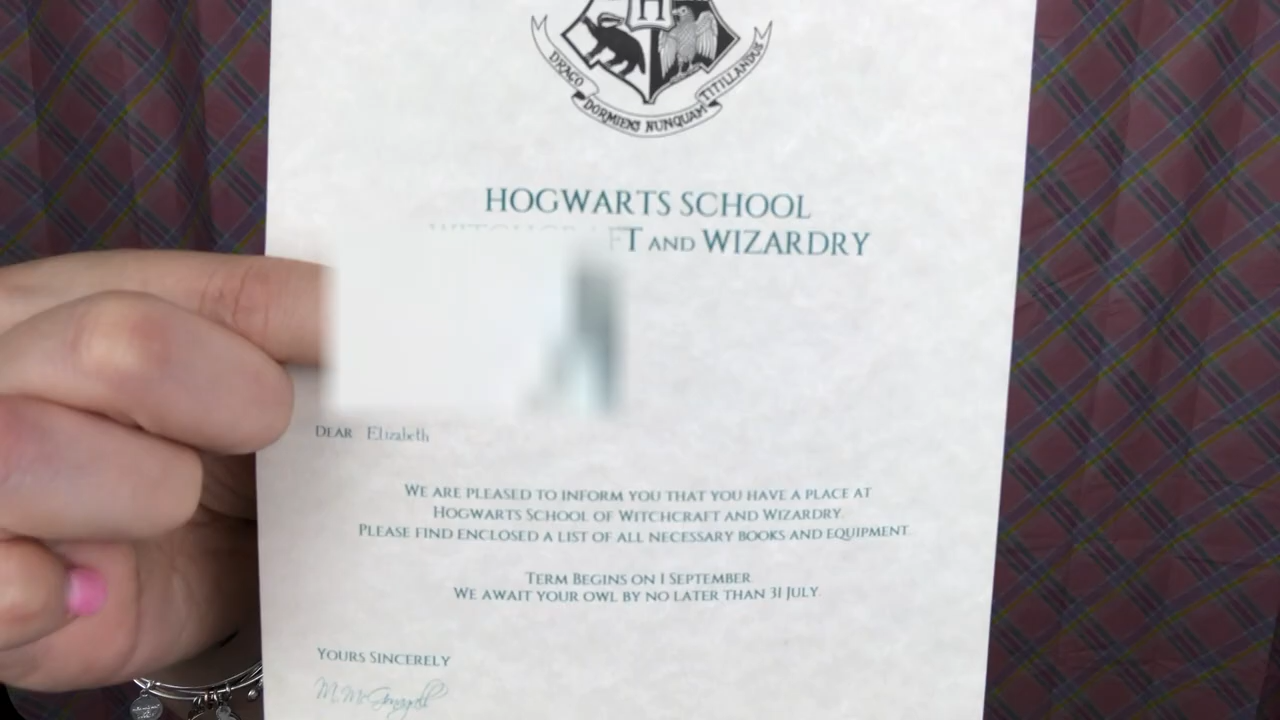 H
DRACO DORMIENS NUNQUAM TITILLANDUS
HOGWARTS SCHOOL
T AND WIZARDRY
DEAR Elizabeth
WE ARE PLEASED TO INFORM YOU THAT YOU HAVE A PLACE AT
HOGWARTS SCHOOL OF WITCHCRAFT AND WIZARDRY.
PLEASE FIND ENCLOSED A LIST OF ALL NECESSARY BOOKS AND EQUIPMENT.
TERM BEGINS ON 1 SEPTEMBER.
WE AWAIT YOUR OWL BY NO LATER THAN 31 JULY.
YOURS SINCERELY
M. McGonagall